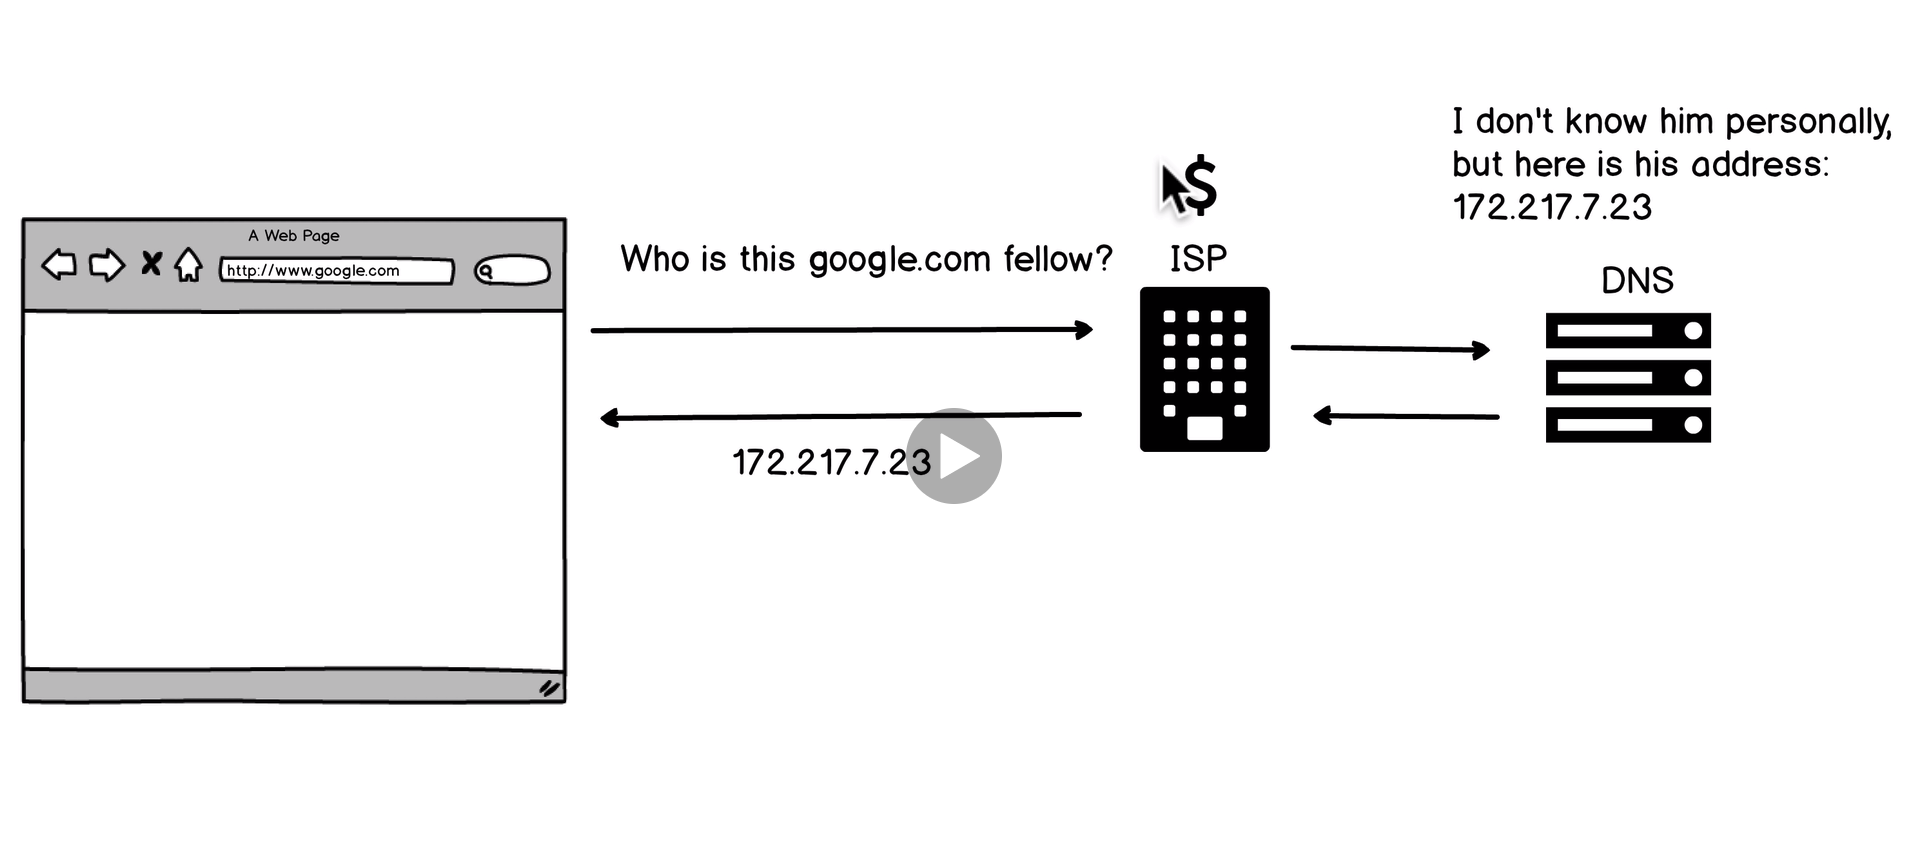 A Web Page
http://www.google.com
Who is this google.com fellow?
172.217.7.23
$
ISP
I don't know him personally,
but here is his address:
172.217.7.23
DNS